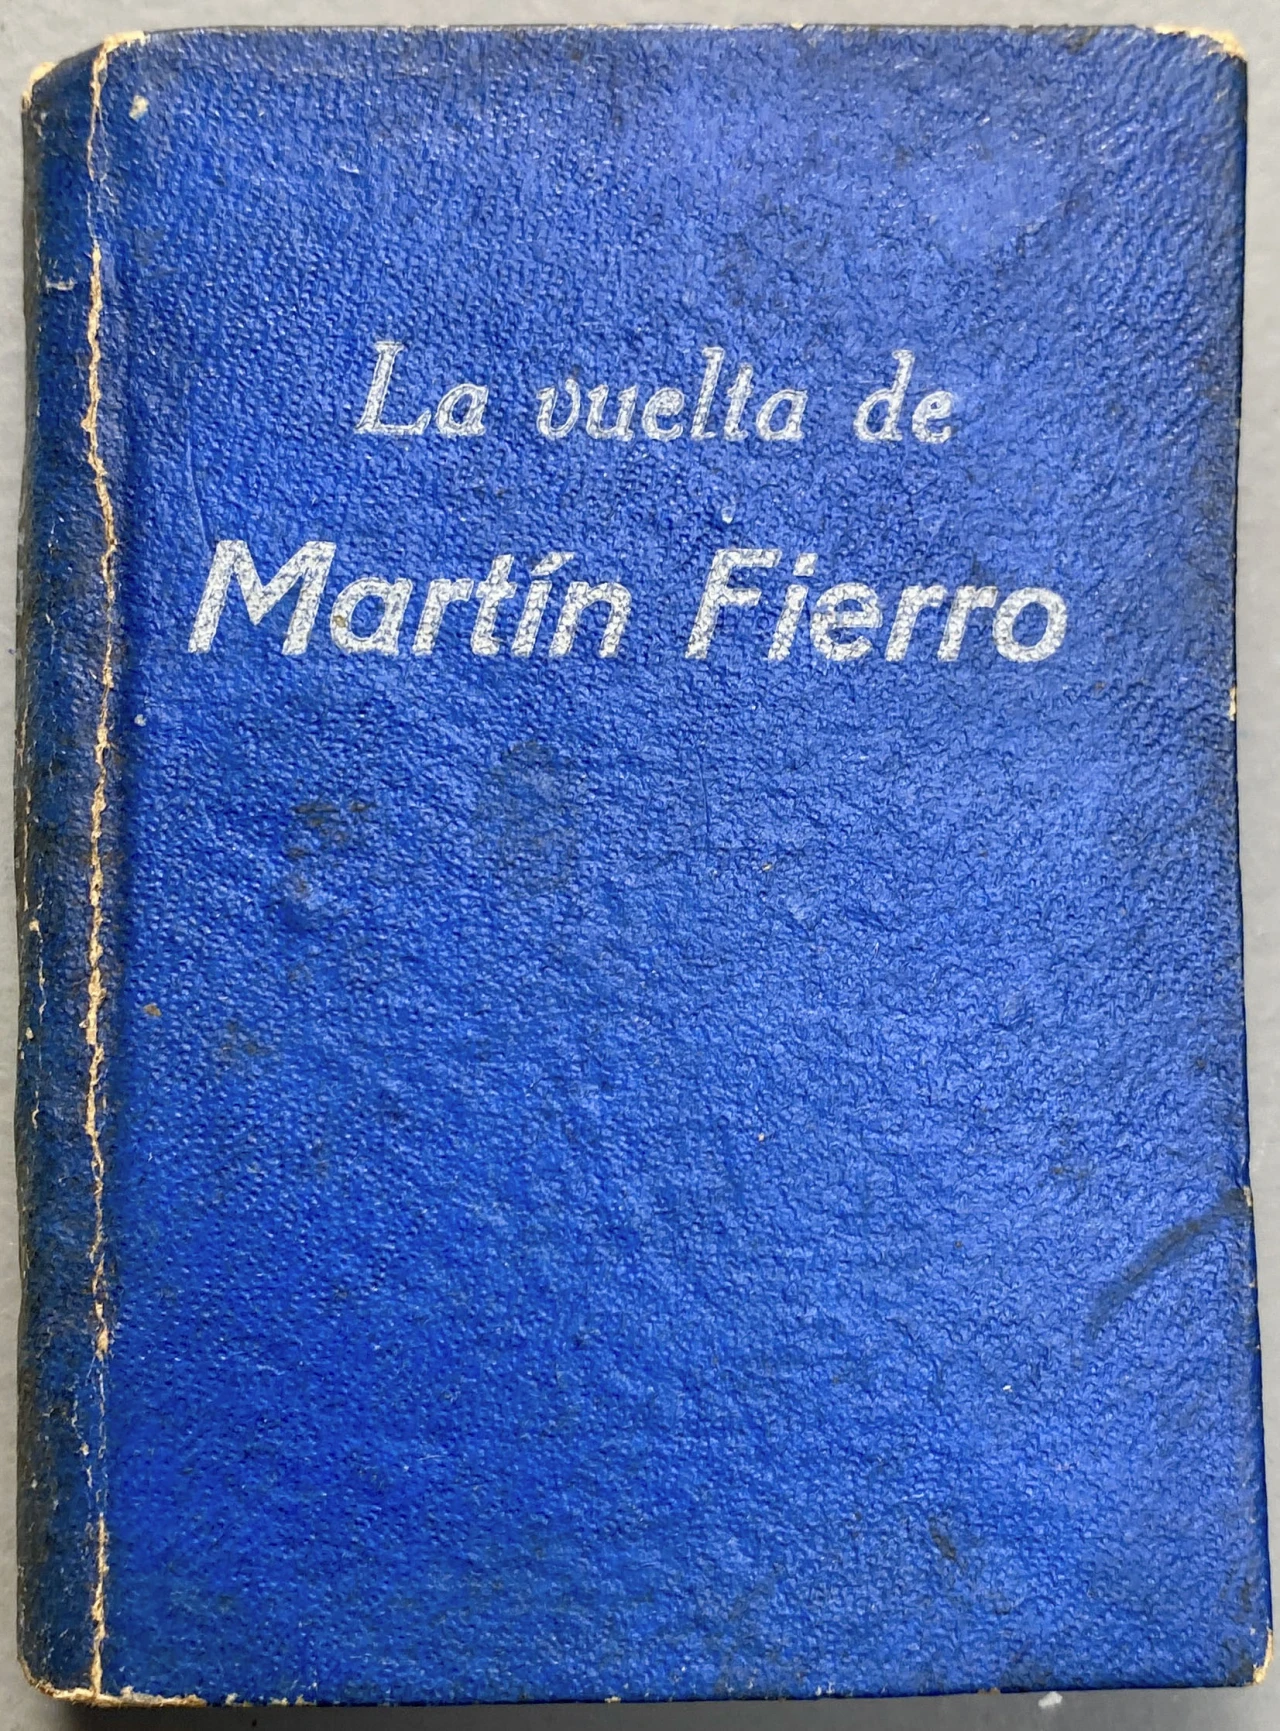 La vuelta de
Martín Fierro